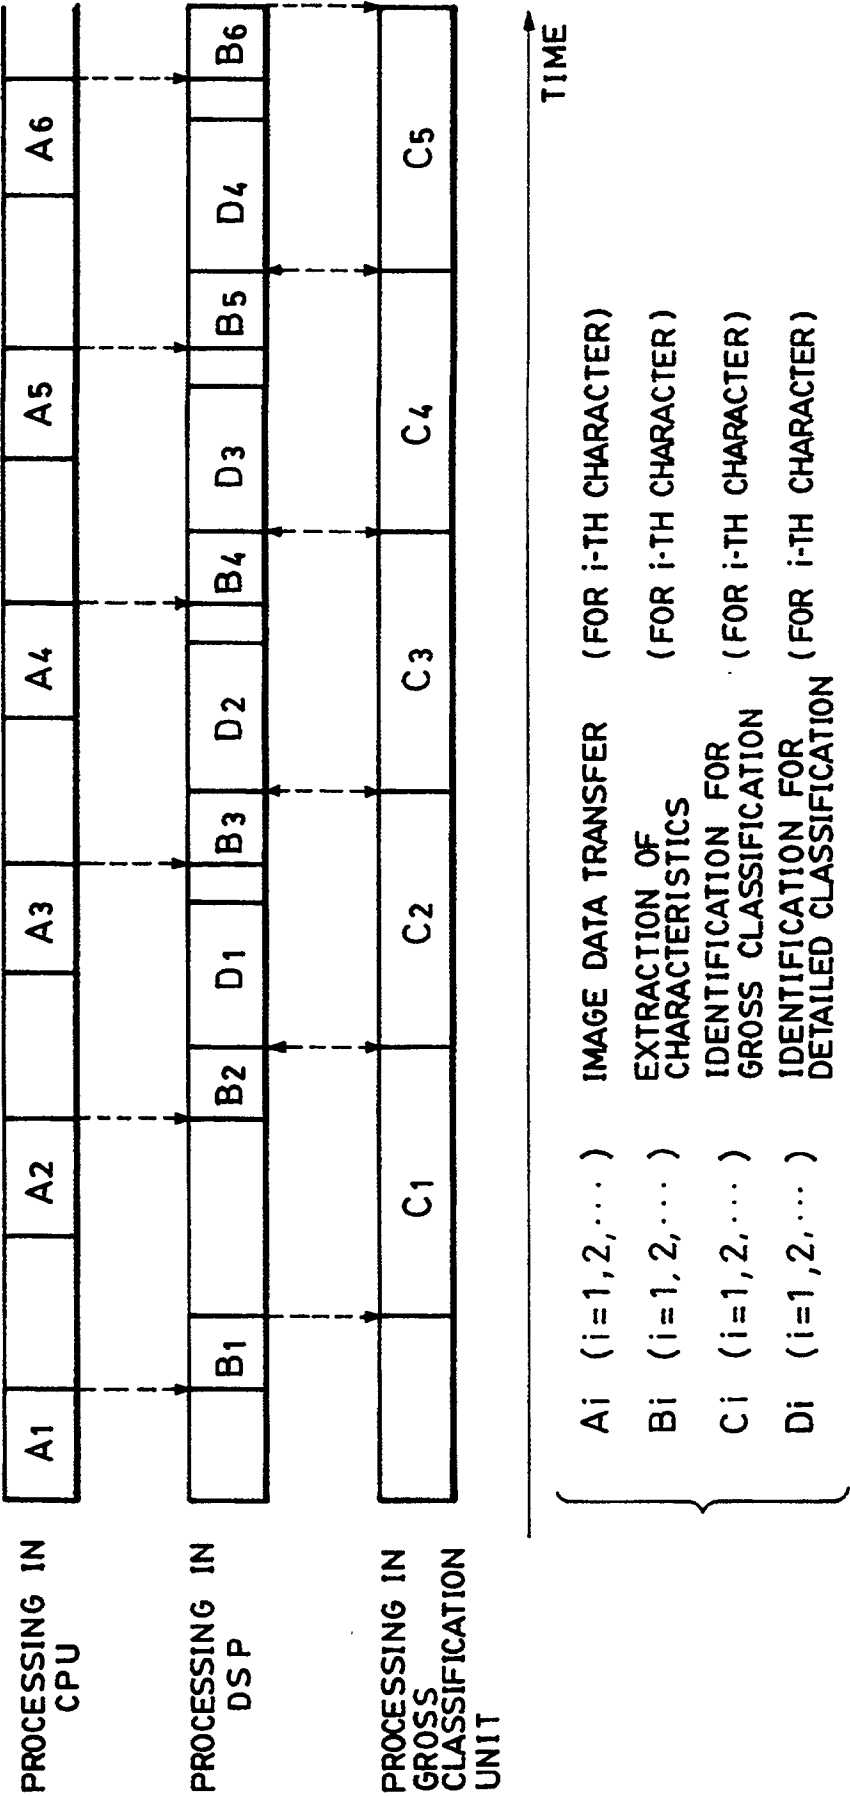 PROCESSING IN
CPU
A1
A2
A3
A4
A5
A6
PROCESSING IN
DSP
B1
B2
D1
B3
D2
B4
D3
B5
D4
B6
PROCESSING IN
GROSS
CLASSIFICATION
UNIT
C1
C2
C3
C4
C5
TIME
Ai (i=1,2,···) IMAGE DATA TRANSFER (FOR i-TH CHARACTER)
Bi (i=1,2,···) EXTRACTION OF
CHARACTERISTICS (FOR i-TH CHARACTER)
Ci (i=1,2,···) IDENTIFICATION FOR
GROSS CLASSIFICATION (FOR i-TH CHARACTER)
Di (i=1,2,···) IDENTIFICATION FOR
DETAILED CLASSIFICATION (FOR i-TH CHARACTER)